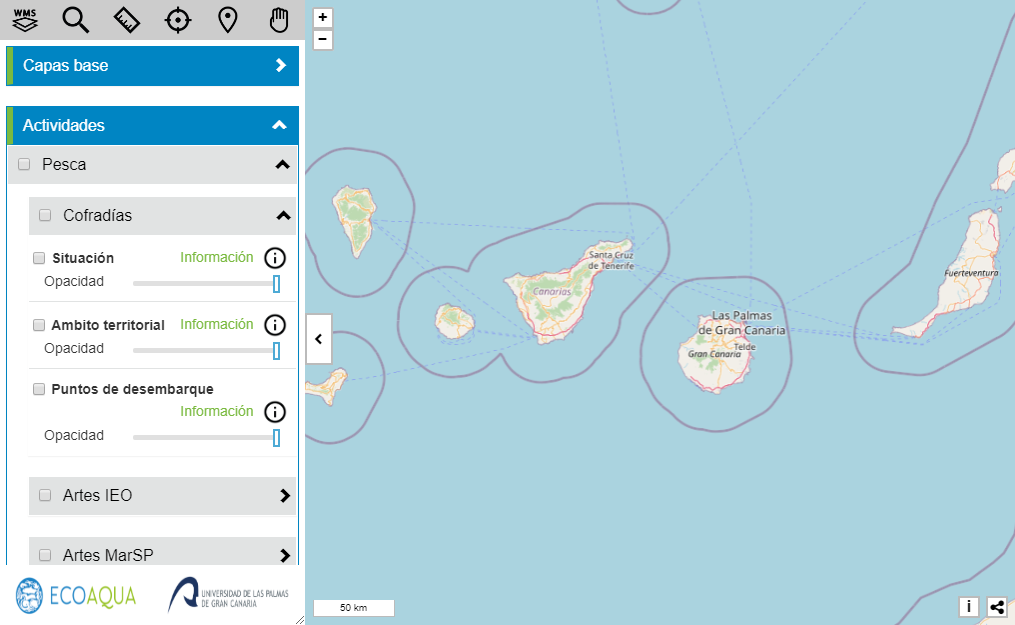 WMS
Capas base
Actividades
Pesca
Cofradías
Situación Información i
Opacidad
Ambito territorial Información i
Opacidad
Puntos de desembarque
Información i
Opacidad
Artes IEO
Artes MarSP
ECOAQUA
UNIVERSIDAD DE LAS PALMAS
DE GRAN CANARIA
+
−
Santa Cruz
de Tenerife
Canarias
Fuerteventura
Las Palmas
de Gran Canaria
Telde
Gran Canaria
50 km
i